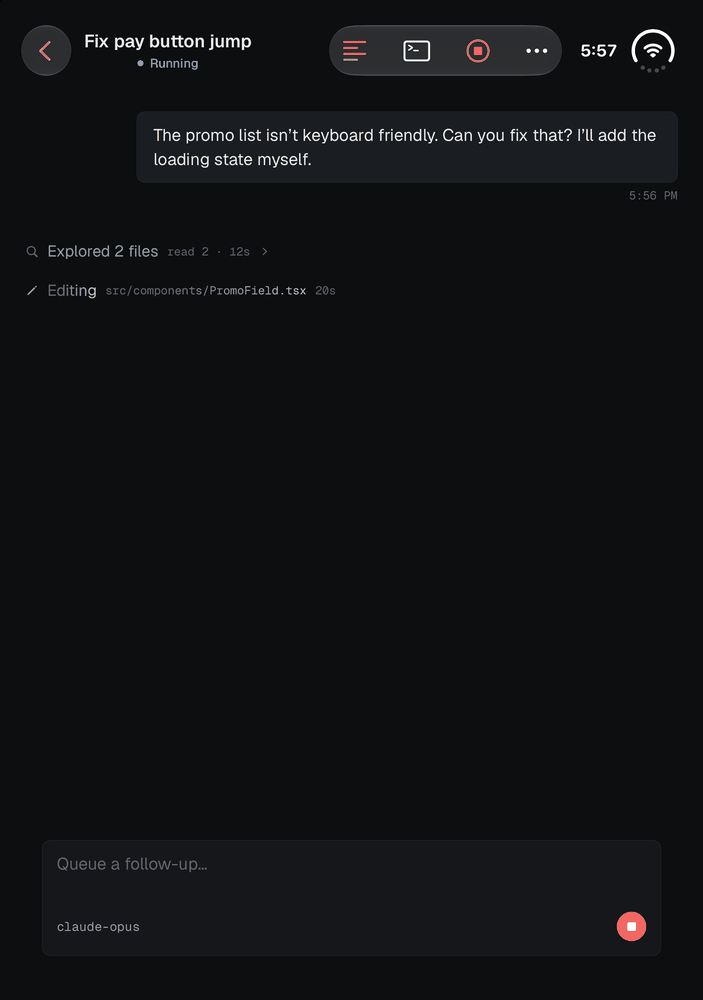 Fix pay button jump
Running
5:57
The promo list isn’t keyboard friendly. Can you fix that? I’ll add the
loading state myself.
5:56 PM
Explored 2 files read 2 · 12s
Editing src/components/PromoField.tsx 20s
Queue a follow-up…
claude-opus